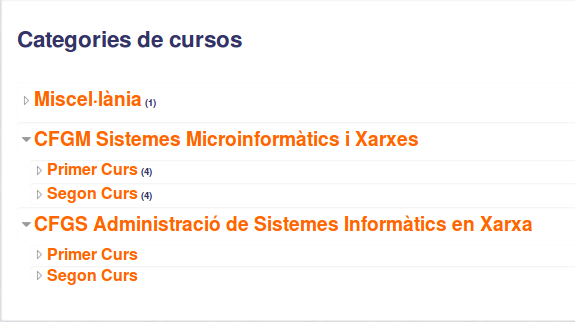 Categories de cursos
Miscel·lània (1)
CFGM Sistemes Microinformàtics i Xarxes
Primer Curs (4)
Segon Curs (4)
CFGS Administració de Sistemes Informàtics en Xarxa
Primer Curs
Segon Curs